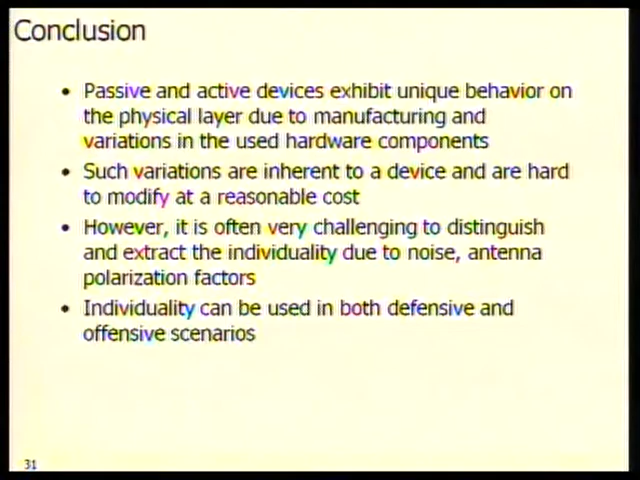 Conclusion
• Passive and active devices exhibit unique behavior on
the physical layer due to manufacturing and
variations in the used hardware components
• Such variations are inherent to a device and are hard
to modify at a reasonable cost
• However, it is often very challenging to distinguish
and extract the individuality due to noise, antenna
polarization factors
• Individuality can be used in both defensive and
offensive scenarios
31